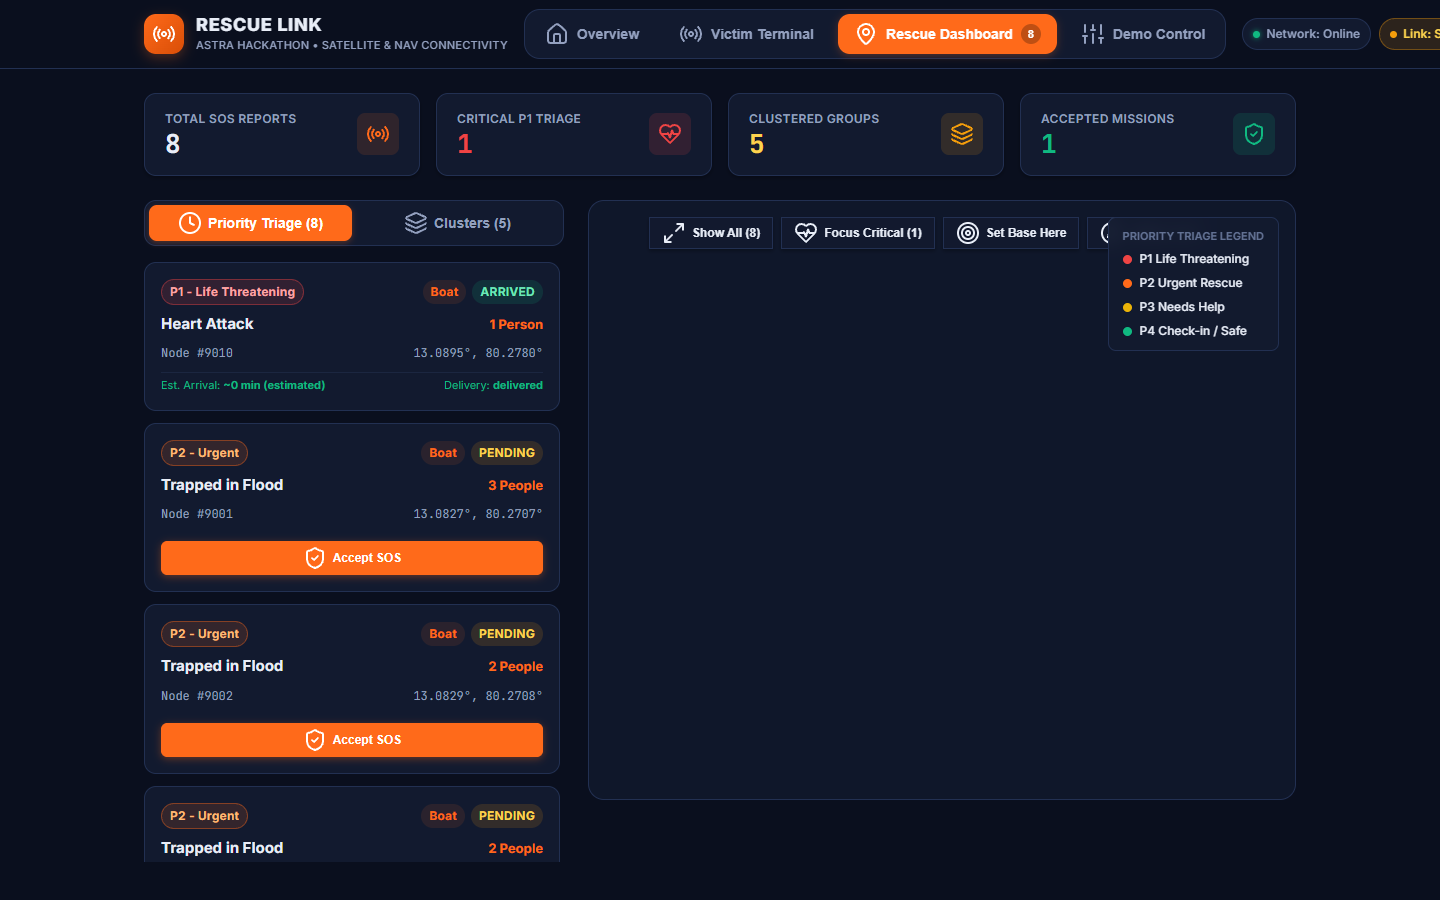 RESCUE LINK
ASTRA HACKATHON • SATELLITE & NAV CONNECTIVITY
Overview
Victim Terminal
Rescue Dashboard 8
Demo Control
Network: Online
Link: S
TOTAL SOS REPORTS
8
CRITICAL P1 TRIAGE
1
CLUSTERED GROUPS
5
ACCEPTED MISSIONS
1
Priority Triage (8)
Clusters (5)
P1 - Life Threatening Boat ARRIVED
Heart Attack 1 Person
Node #9010 13.0895°, 80.2780°
Est. Arrival: ~0 min (estimated) Delivery: delivered
P2 - Urgent Boat PENDING
Trapped in Flood 3 People
Node #9001 13.0827°, 80.2707°
Accept SOS
P2 - Urgent Boat PENDING
Trapped in Flood 2 People
Node #9002 13.0829°, 80.2708°
Accept SOS
P2 - Urgent Boat PENDING
Trapped in Flood 2 People
Show All (8)
Focus Critical (1)
Set Base Here
PRIORITY TRIAGE LEGEND
P1 Life Threatening
P2 Urgent Rescue
P3 Needs Help
P4 Check-in / Safe